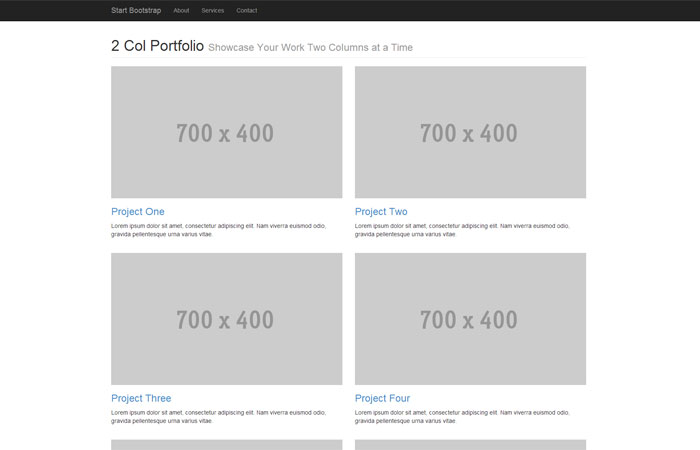 Start Bootstrap About Services Contact
2 Col Portfolio Showcase Your Work Two Columns at a Time
700 x 400
700 x 400
Project One
Lorem ipsum dolor sit amet, consectetur adipiscing elit. Nam viverra euismod odio,
gravida pellentesque urna varius vitae.
Project Two
Lorem ipsum dolor sit amet, consectetur adipiscing elit. Nam viverra euismod odio,
gravida pellentesque urna varius vitae.
700 x 400
700 x 400
Project Three
Lorem ipsum dolor sit amet, consectetur adipiscing elit. Nam viverra euismod odio,
gravida pellentesque urna varius vitae.
Project Four
Lorem ipsum dolor sit amet, consectetur adipiscing elit. Nam viverra euismod odio,
gravida pellentesque urna varius vitae.